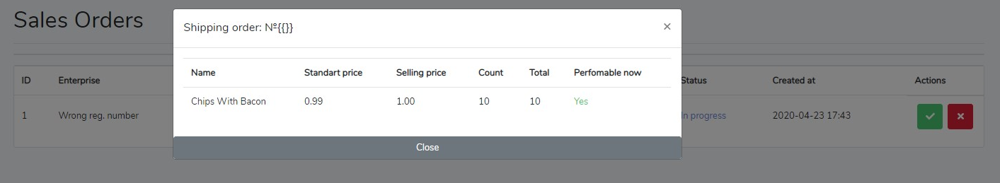 Sales Orders
Shipping order: №{{}} ×
Name Standart price Selling price Count Total Perfomable now
Chips With Bacon 0.99 1.00 10 10 Yes
Close
ID Enterprise Status Created at Actions
1 Wrong reg. number In progress 2020-04-23 17:43